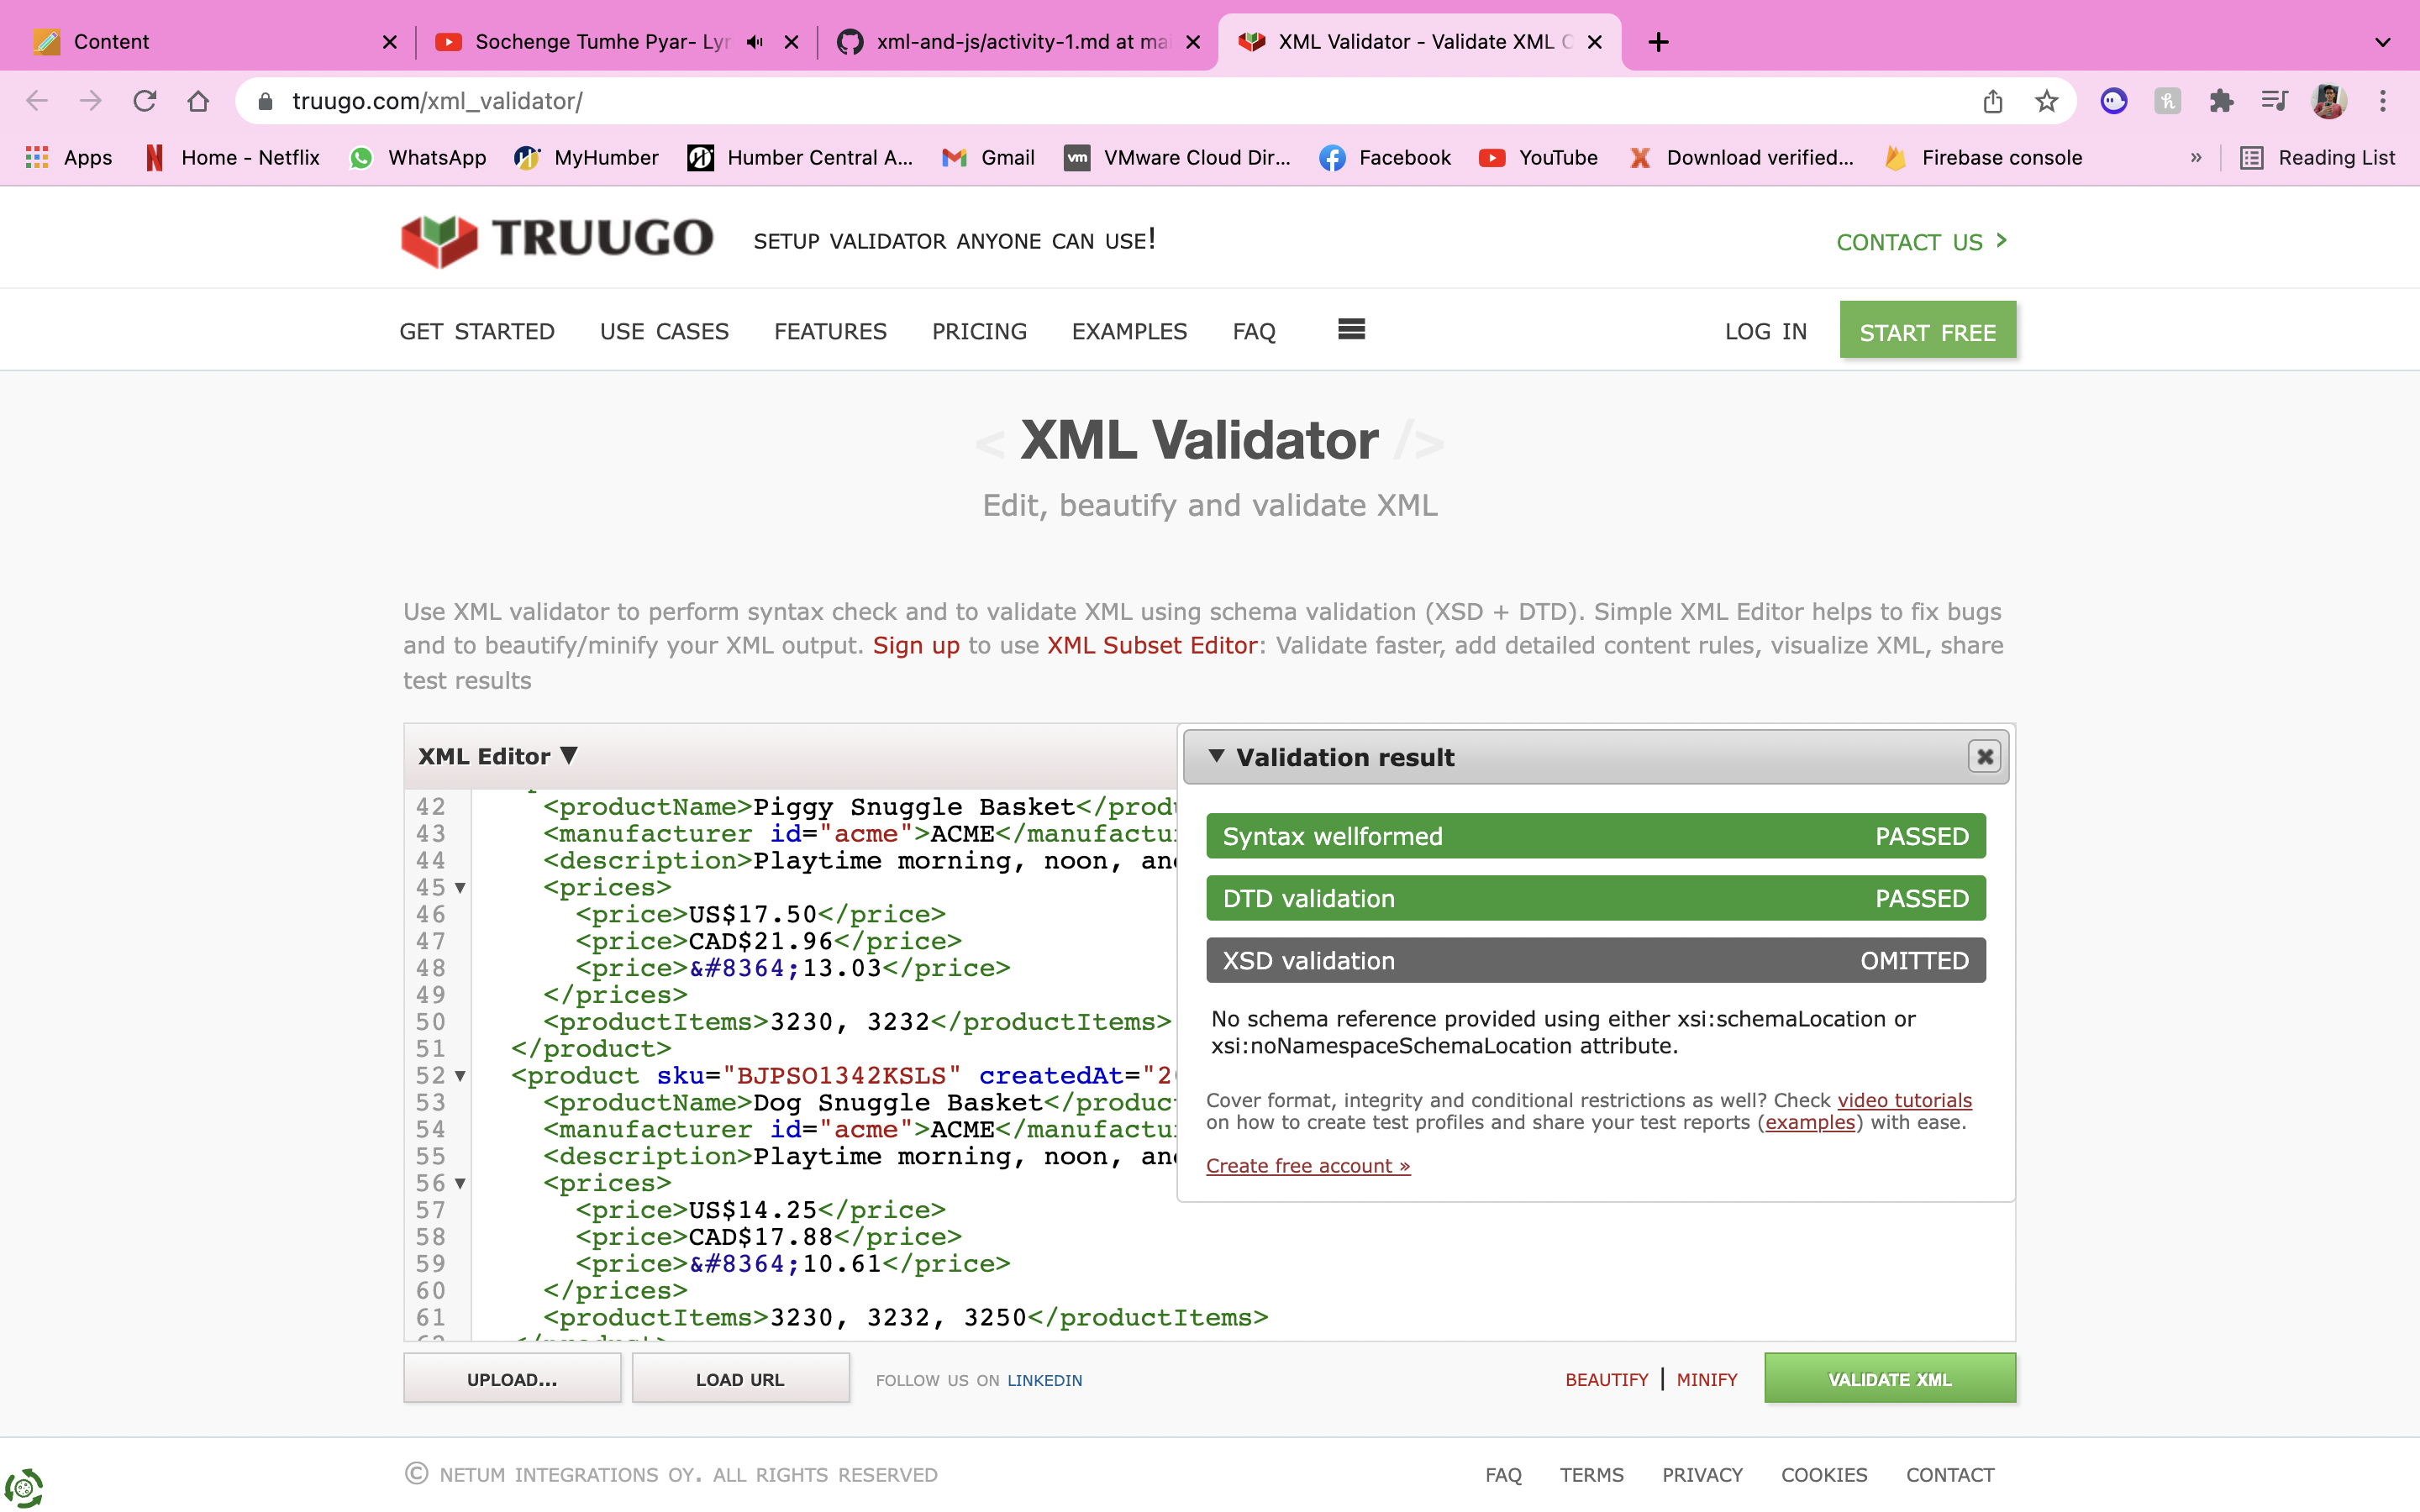 Content
Sochenge Tumhe Pyar- Lyr
xml-and-js/activity-1.md at mai
XML Validator - Validate XML C
truugo.com/xml_validator/
Apps
Home - Netflix
WhatsApp
MyHumber
Humber Central A...
Gmail
vm
VMware Cloud Dir...
Facebook
YouTube
Download verified...
Firebase console
»
Reading List
TRUUGO
SETUP VALIDATOR ANYONE CAN USE!
CONTACT US >
GET STARTED
USE CASES
FEATURES
PRICING
EXAMPLES
FAQ
LOG IN
START FREE
< XML Validator />
Edit, beautify and validate XML
Use XML validator to perform syntax check and to validate XML using schema validation (XSD + DTD). Simple XML Editor helps to fix bugs
and to beautify/minify your XML output. Sign up to use XML Subset Editor: Validate faster, add detailed content rules, visualize XML, share
test results
XML Editor ▼
42 <productName>Piggy Snuggle Basket</produ
43 <manufacturer id="acme">ACME</manufactu
44 <description>Playtime morning, noon, an
45 ▼ <prices>
46 <price>US$17.50</price>
47 <price>CAD$21.96</price>
48 <price>&#8364;13.03</price>
49 </prices>
50 <productItems>3230, 3232</productItems>
51 </product>
52 ▼ <product sku="BJPSO1342KSLS" createdAt="2
53 <productName>Dog Snuggle Basket</produc
54 <manufacturer id="acme">ACME</manufactu
55 <description>Playtime morning, noon, an
56 ▼ <prices>
57 <price>US$14.25</price>
58 <price>CAD$17.88</price>
59 <price>&#8364;10.61</price>
60 </prices>
61 <productItems>3230, 3232, 3250</productItems>
▼ Validation result
Syntax wellformed PASSED
DTD validation PASSED
XSD validation OMITTED
No schema reference provided using either xsi:schemaLocation or
xsi:noNamespaceSchemaLocation attribute.
Cover format, integrity and conditional restrictions as well? Check video tutorials
on how to create test profiles and share your test reports (examples) with ease.
Create free account »
UPLOAD...
LOAD URL
FOLLOW US ON LINKEDIN
BEAUTIFY | MINIFY
VALIDATE XML
© NETUM INTEGRATIONS OY. ALL RIGHTS RESERVED
FAQ
TERMS
PRIVACY
COOKIES
CONTACT